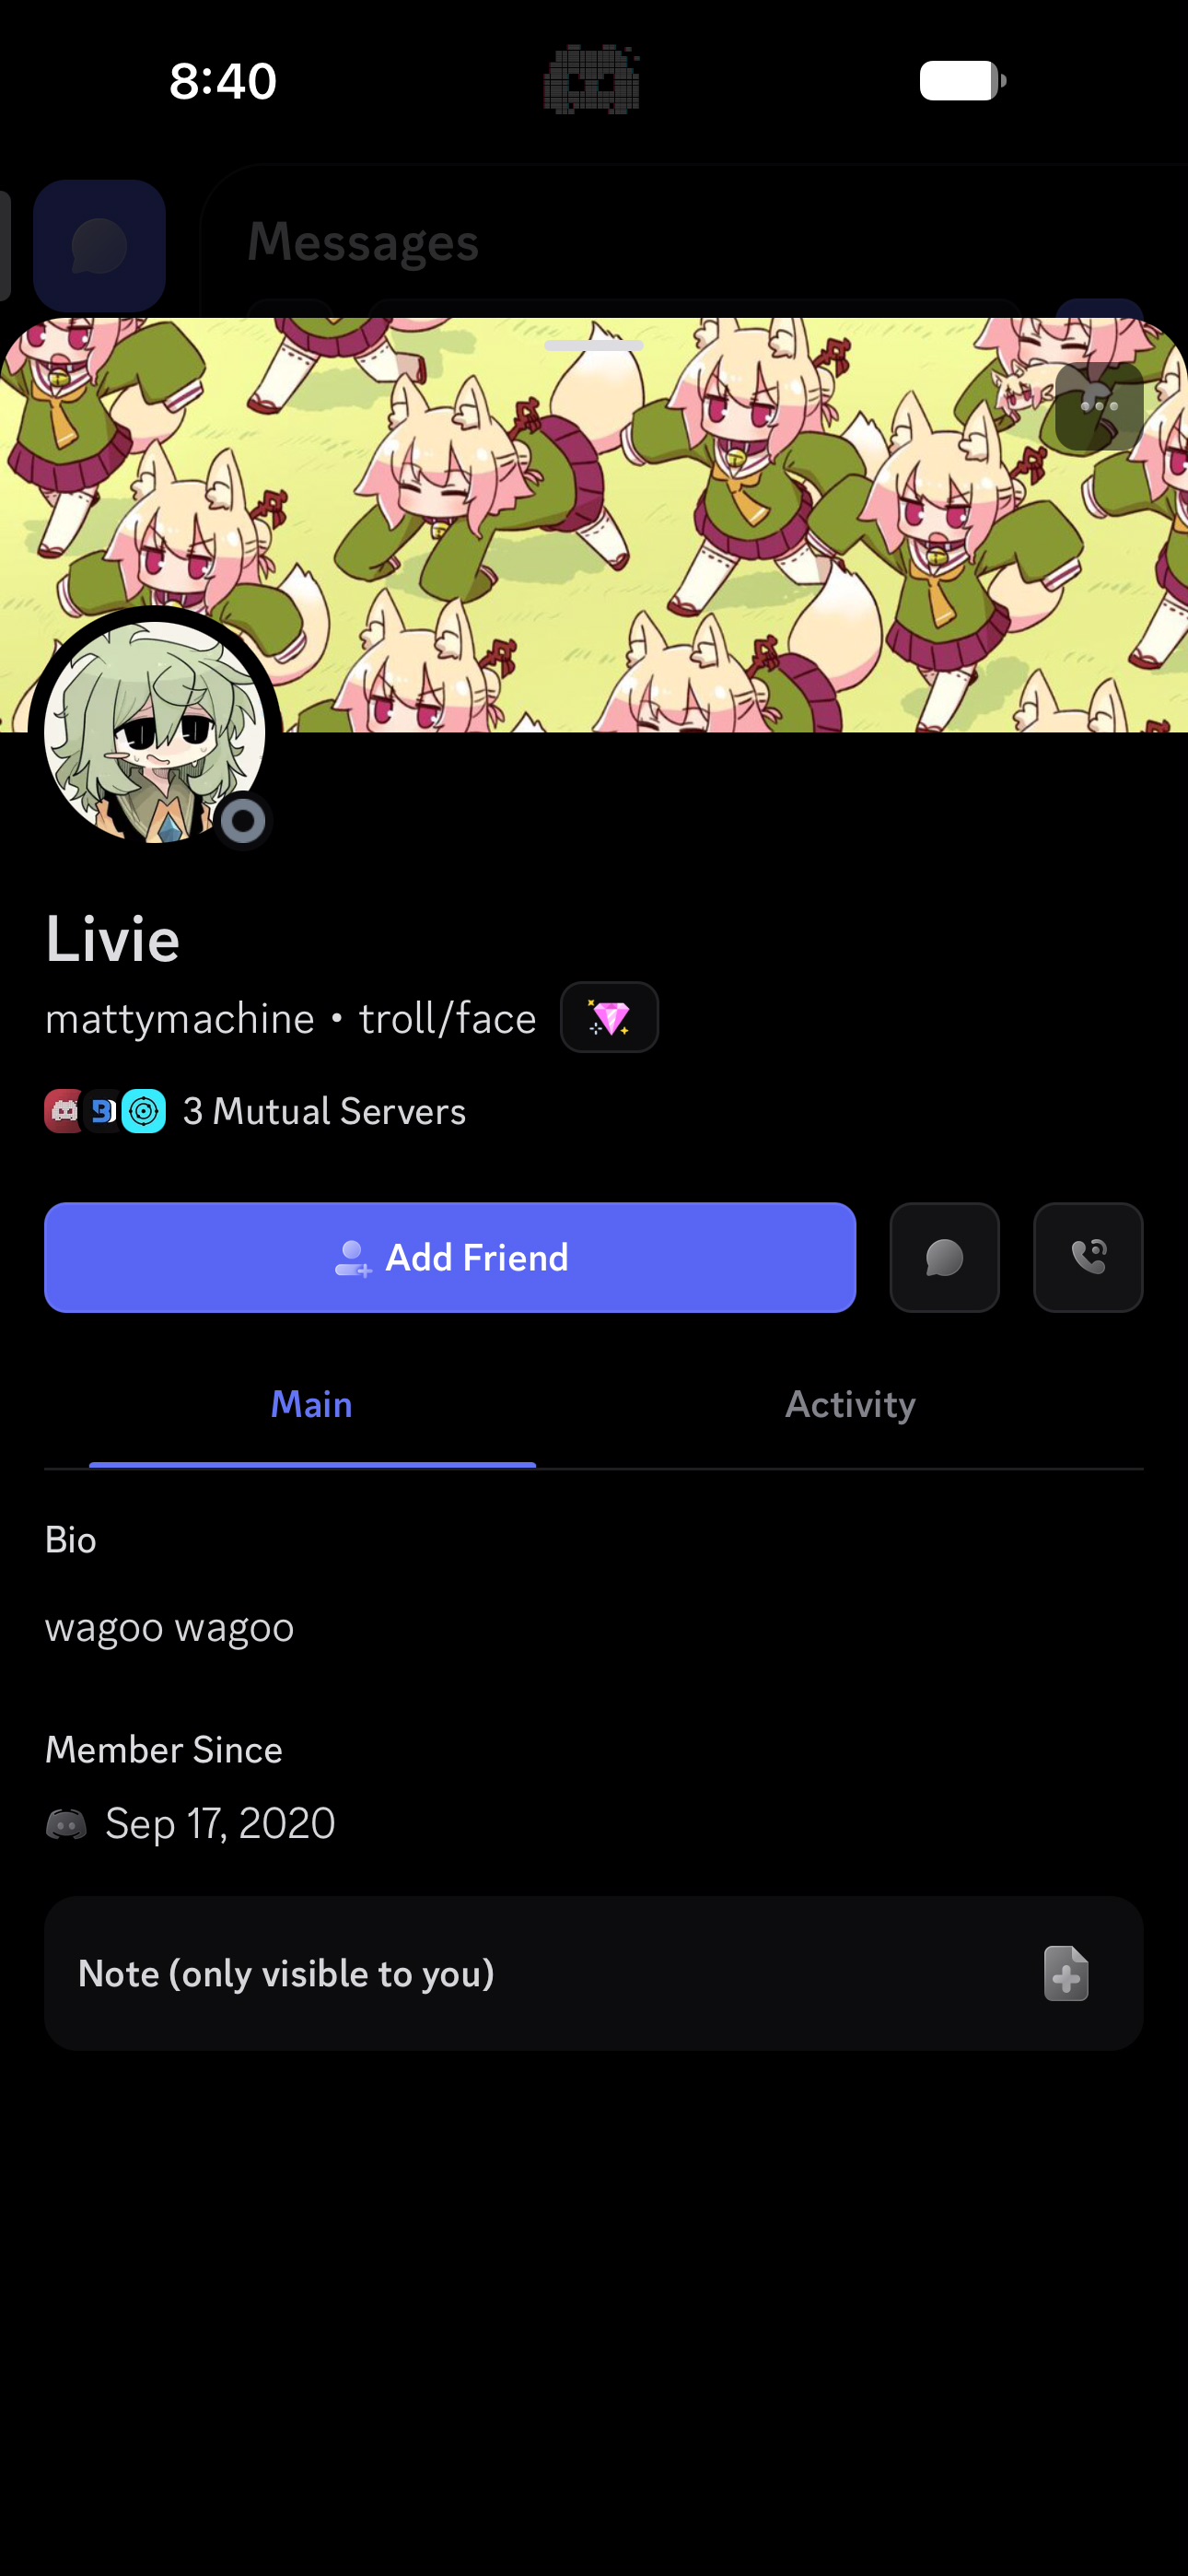 8:40
Messages
Livie
mattymachine • troll/face
3 Mutual Servers
Add Friend
Main
Activity
Bio
wagoo wagoo
Member Since
Sep 17, 2020
Note (only visible to you)